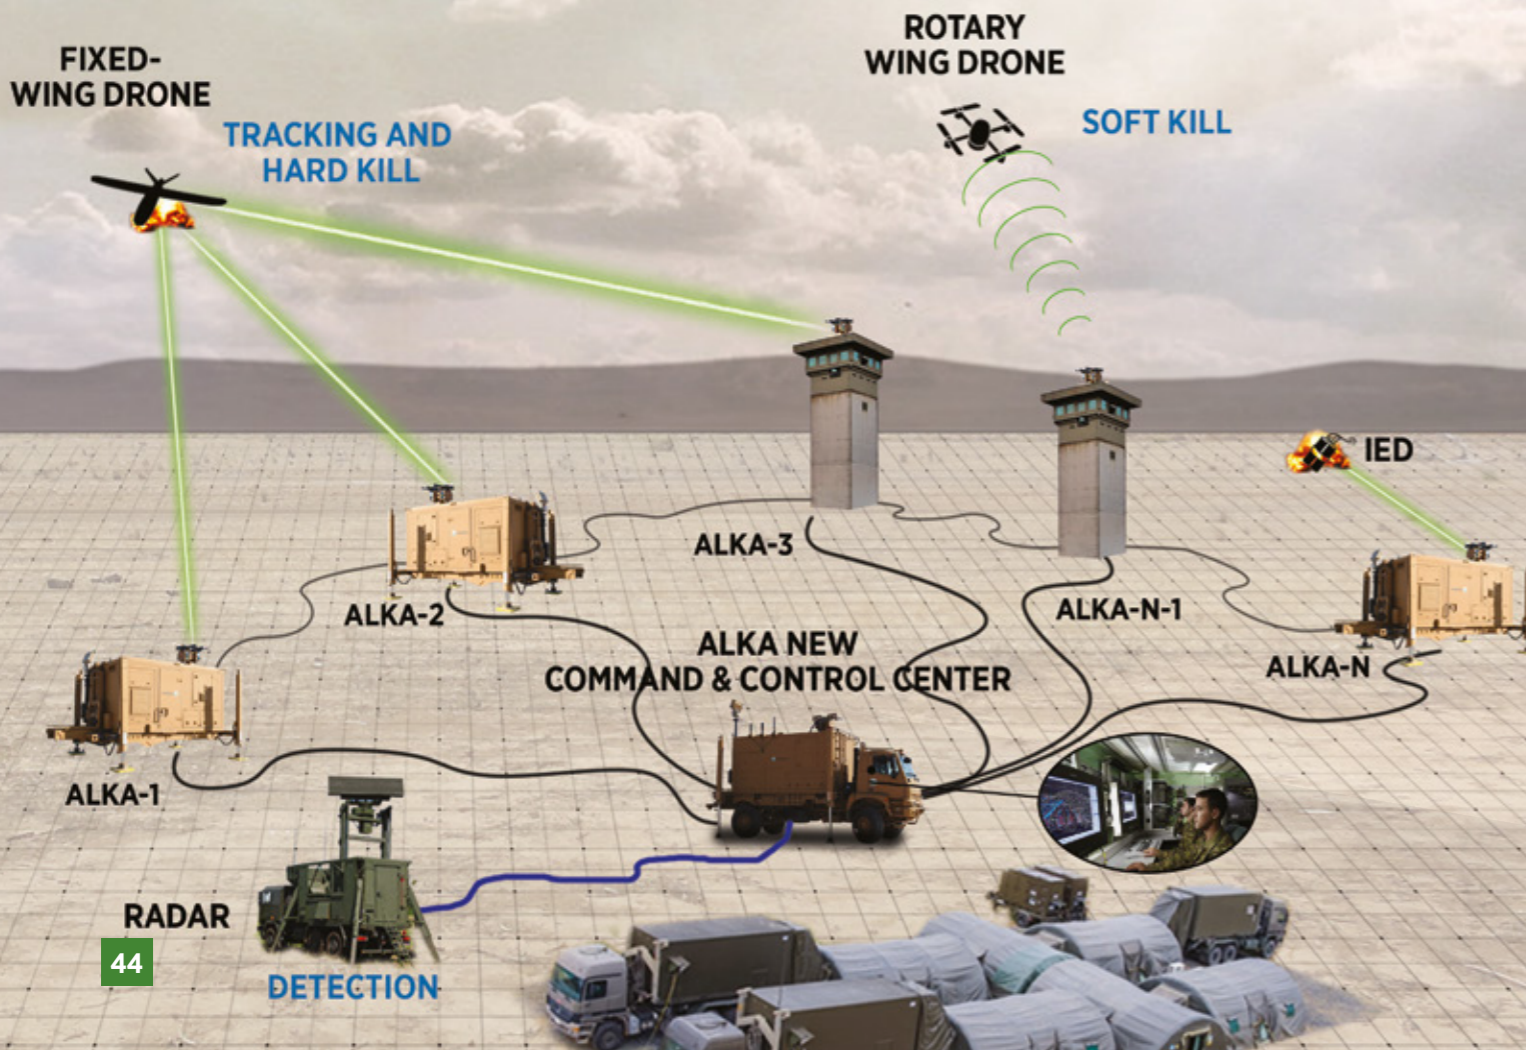 FIXED-
WING DRONE
TRACKING AND
HARD KILL
ROTARY
WING DRONE
SOFT KILL
IED
ALKA-3
ALKA-2
ALKA-N-1
ALKA NEW
COMMAND & CONTROL CENTER
ALKA-N
ALKA-1
RADAR
44
DETECTION